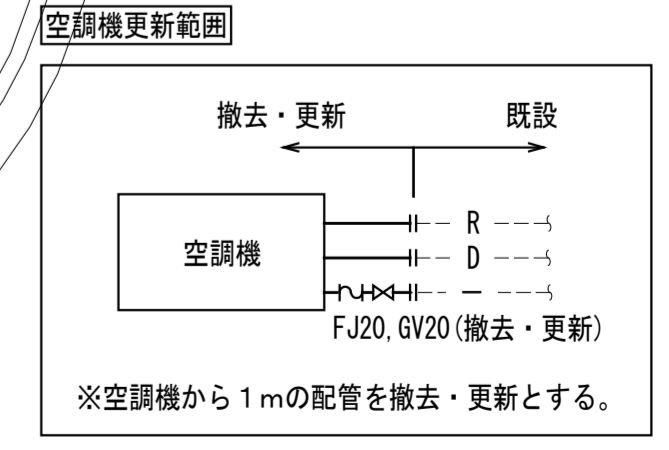 空調機更新範囲
撤去・更新 既設
空調機
R
D
FJ20,GV20(撤去・更新)
※空調機から1mの配管を撤去・更新とする。